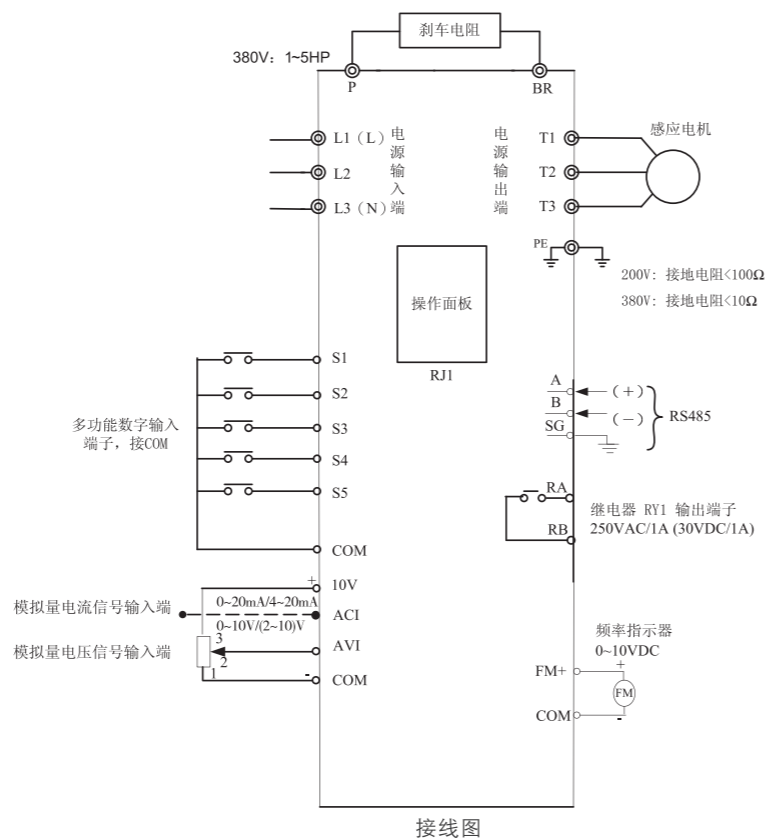 刹车电阻
380V：1~5HP
P
BR
L1（L）
L2
L3（N）
电源输入端
电源输出端
T1
T2
T3
感应电机
PE
200V: 接地电阻<100Ω
380V: 接地电阻<10Ω
操作面板
RJ1
S1
S2
S3
S4
S5
COM
多功能数字输入
端子，接COM
A
B
SG
（+）
（—）
RS485
RA
RB
继电器 RY1 输出端子
250VAC/1A (30VDC/1A)
+
10V
模拟量电流信号输入端
0~20mA/4~20mA
ACI
0~10V/(2~10)V
模拟量电压信号输入端
3
2
1
AVI
-
COM
频率指示器
0~10VDC
FM+
+
FM
COM
-
接线图